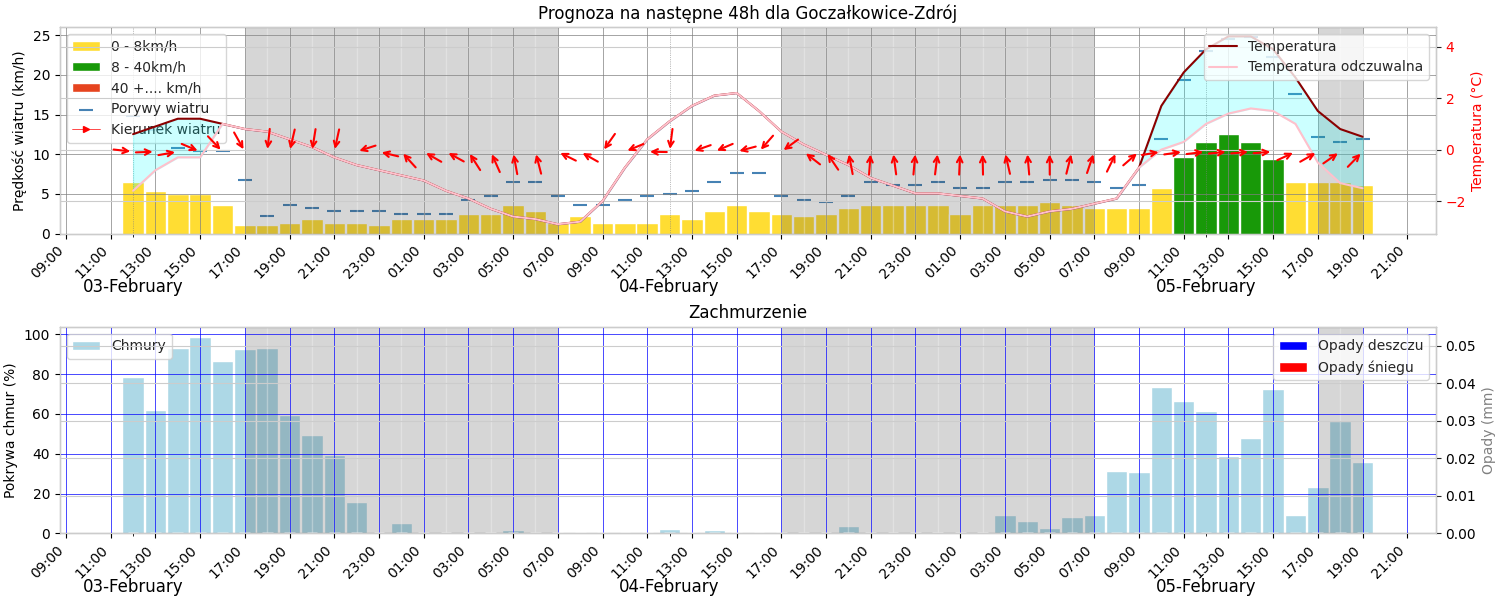 Prognoza na następne 48h dla Goczałkowice-Zdrój
Prędkość wiatru (km/h)
25
20
15
10
5
0
0 - 8km/h
8 - 40km/h
40 +.... km/h
Porywy wiatru
Kierunek wiatru
Temperatura
Temperatura odczuwalna
4
2
0
−2
Temperatura (°C)
09:00 11:00 13:00 15:00 17:00 19:00 21:00 23:00 01:00 03:00 05:00 07:00 09:00 11:00 13:00 15:00 17:00 19:00 21:00 23:00 01:00 03:00 05:00 07:00 09:00 11:00 13:00 15:00 17:00 19:00 21:00
03-February 04-February 05-February
Zachmurzenie
Pokrywa chmur (%)
100
80
60
40
20
0
Chmury
Opady deszczu
Opady śniegu
0.05
0.04
0.03
0.02
0.01
0.00
Opady (mm)
09:00 11:00 13:00 15:00 17:00 19:00 21:00 23:00 01:00 03:00 05:00 07:00 09:00 11:00 13:00 15:00 17:00 19:00 21:00 23:00 01:00 03:00 05:00 07:00 09:00 11:00 13:00 15:00 17:00 19:00 21:00
03-February 04-February 05-February